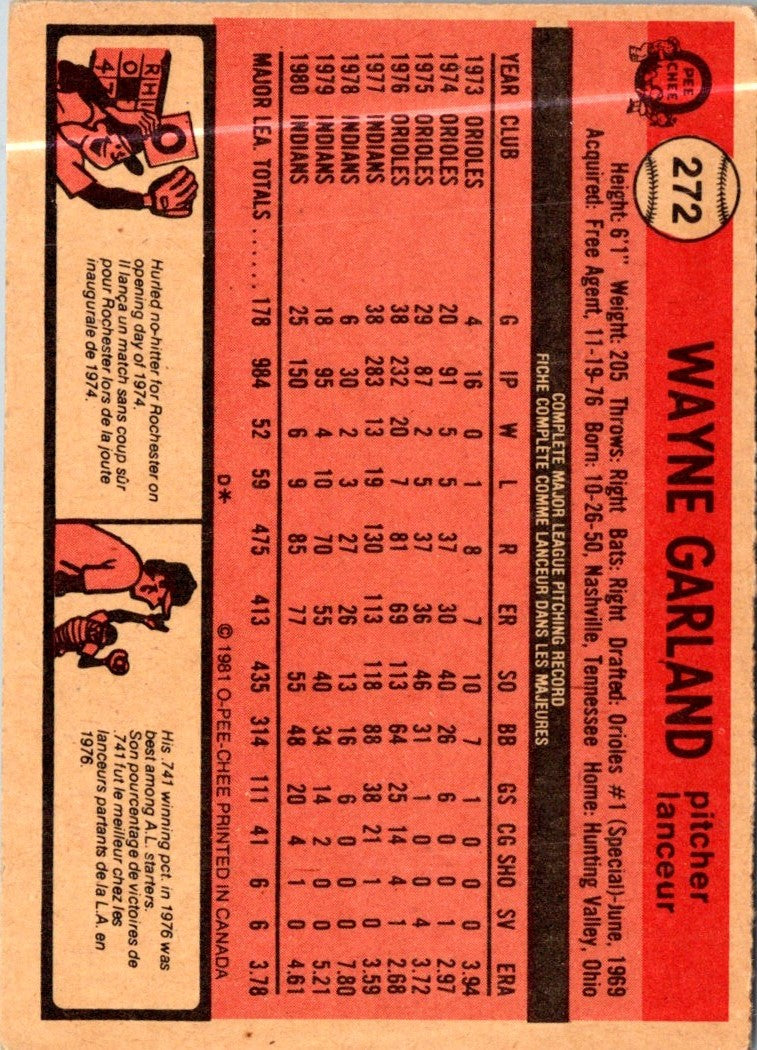 O
PEE
CHEE
272
WAYNE GARLAND pitcher
lanceur
Height: 6'1" Weight: 205 Throws: Right Bats: Right Drafted: Orioles #1 (Special)-June, 1969
Acquired: Free Agent, 11-19-76 Born: 10-26-50, Nashville, Tennessee Home: Hunting Valley, Ohio
COMPLETE MAJOR LEAGUE PITCHING RECORD
FICHE COMPLETE COMME LANCEUR DANS LES MAJEURES
YEAR CLUB G IP W L R ER SO BB GS CG SHO SV ERA
1973 ORIOLES 4 16 0 1 8 7 10 7 1 0 0 0 3.94
1974 ORIOLES 20 91 5 5 37 30 40 26 6 0 0 1 2.97
1975 ORIOLES 29 87 2 5 37 36 46 31 1 0 0 4 3.72
1976 ORIOLES 38 232 20 7 81 69 113 64 25 14 4 1 2.68
1977 INDIANS 38 283 13 19 130 113 118 88 38 21 1 0 3.59
1978 INDIANS 6 30 2 3 27 26 13 16 6 0 0 0 7.80
1979 INDIANS 18 95 4 10 70 55 40 34 14 2 0 0 5.21
1980 INDIANS 25 150 6 9 85 77 55 48 20 4 1 0 4.61
MAJOR LEA. TOTALS ...... 178 984 52 59 475 413 435 314 111 41 6 6 3.78
D* © 1981 O-PEE-CHEE PRINTED IN CANADA
RHE
0
4
0
Hurled no-hitter for Rochester on
opening day of 1974.
Il lança un match sans coup sûr
pour Rochester lors de la joute
inaugurale de 1974.
His .741 winning pct. in 1976 was
best among A.L. starters.
Son pourcentage de victoires de
.741 fut le meilleur chez les
lanceurs partants de la L.A. en
1976.